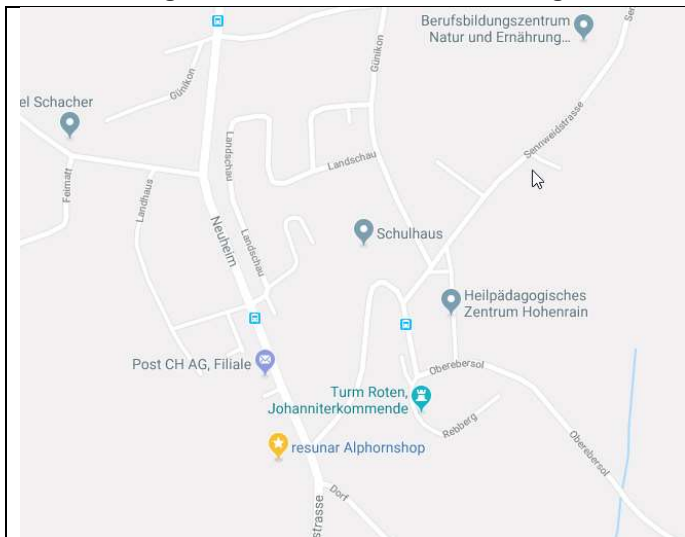 Berufsbildungszentrum
Natur und Ernährung...
Günikon
Günikon
el Schacher
Sennweidstrasse
Landschau
Landschau
Feimatt
Landhaus
Neuheim
Landschau
Schulhaus
Heilpädagogisches
Zentrum Hohenrain
Post CH AG, Filiale
Oberebersol
Turm Roten,
Johanniterkommende
Rebberg
Oberebersol
resunar Alphornshop
Dorf
strasse